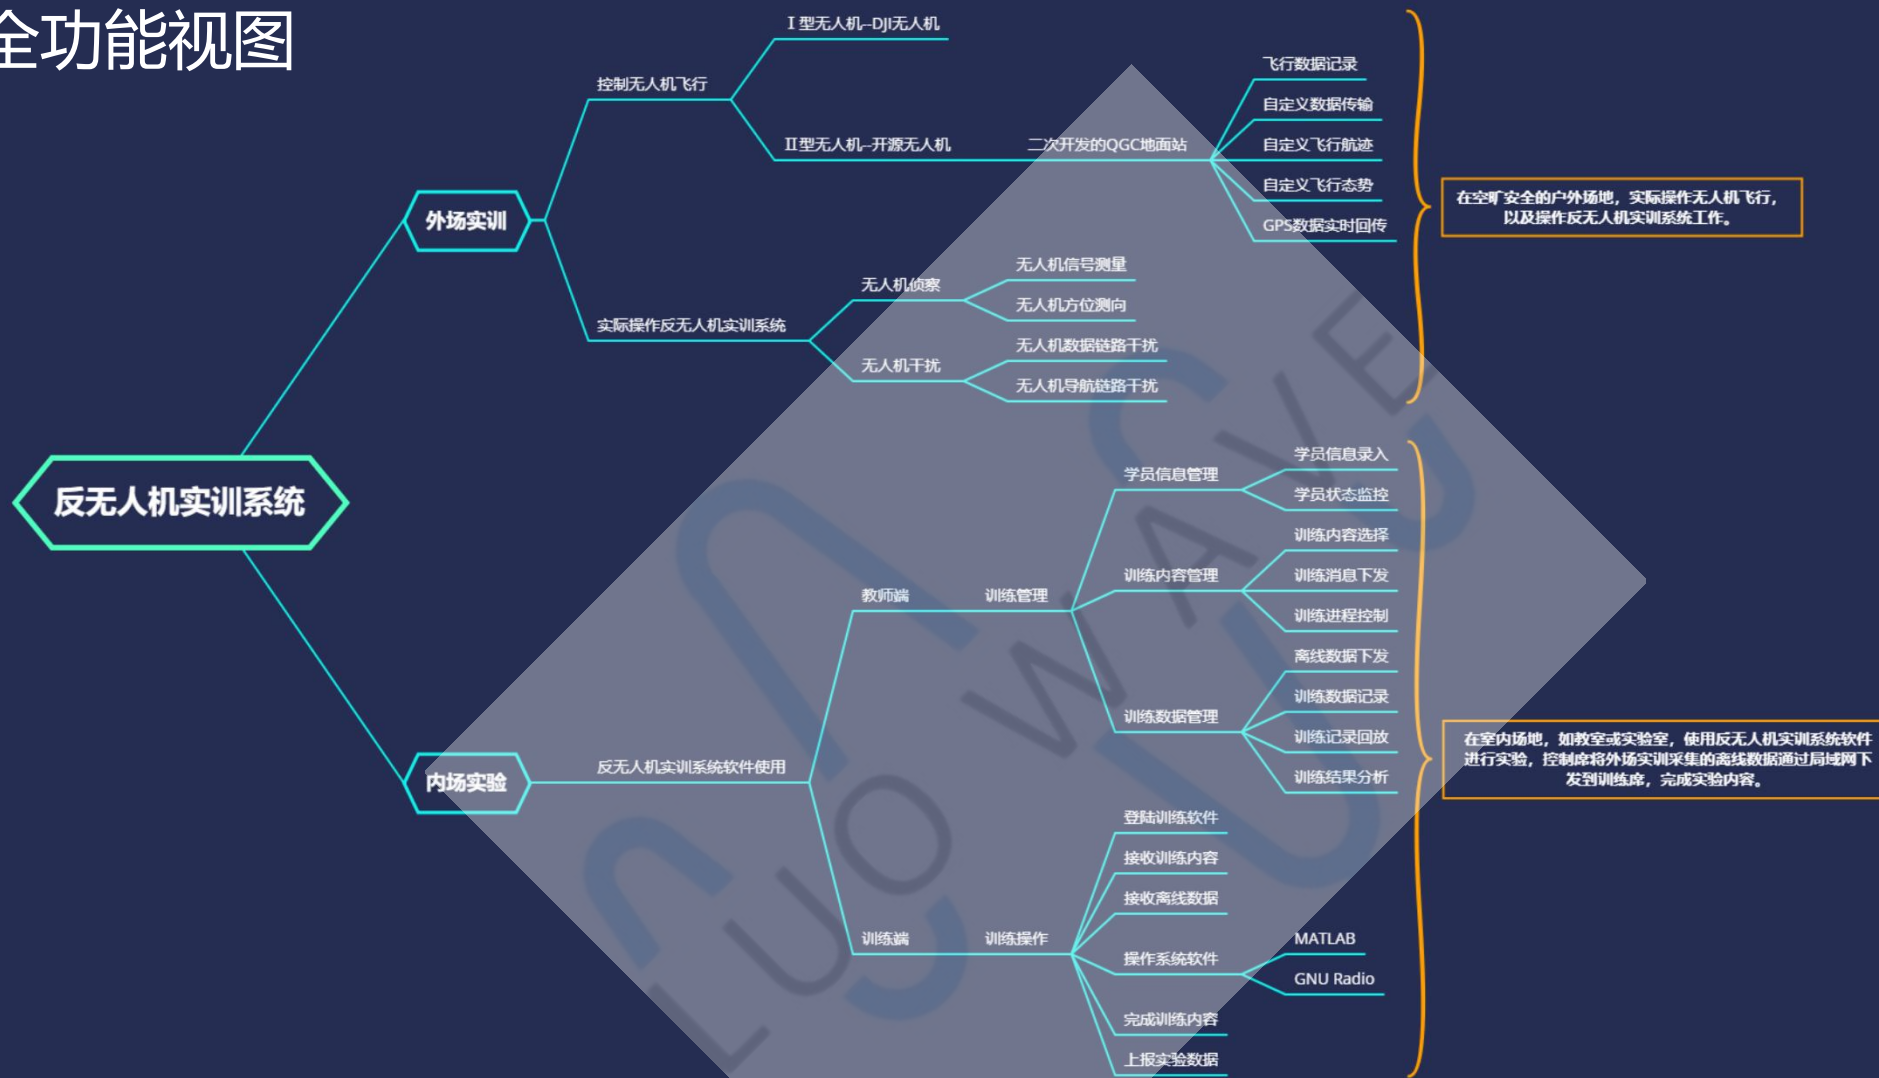 全功能视图
Ⅰ型无人机--DJI无人机
控制无人机飞行
飞行数据记录
自定义数据传输
Ⅱ型无人机--开源无人机
二次开发的QGC地面站
自定义飞行航迹
自定义飞行态势
GPS数据实时回传
在空旷安全的户外场地，实际操作无人机飞行，
以及操作反无人机实训系统工作。
外场实训
无人机侦察
无人机信号测量
无人机方位测向
实际操作反无人机实训系统
无人机干扰
无人机数据链路干扰
无人机导航链路干扰
反无人机实训系统
学员信息管理
学员信息录入
学员状态监控
训练内容管理
训练内容选择
训练消息下发
训练进程控制
教师端
训练管理
训练数据管理
离线数据下发
训练数据记录
训练记录回放
训练结果分析
在室内场地，如教室或实验室，使用反无人机实训系统软件
进行实验，控制席将外场实训采集的离线数据通过局域网下
发到训练席，完成实验内容。
内场实验
反无人机实训系统软件使用
登陆训练软件
接收训练内容
接收离线数据
训练端
训练操作
操作系统软件
MATLAB
GNU Radio
完成训练内容
上报实验数据
LUOWAVE